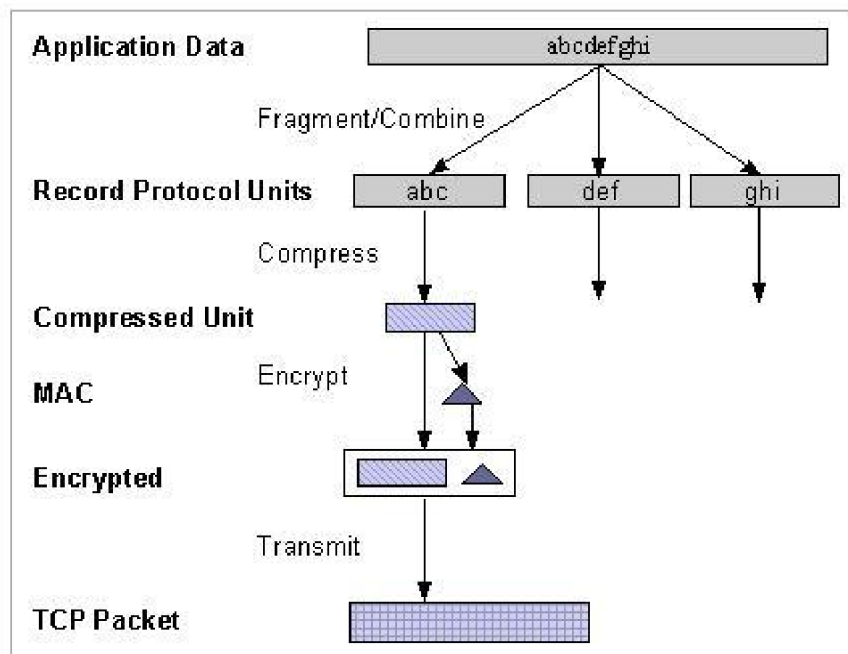 Application Data
abcdefghi
Fragment/Combine
Record Protocol Units
abc
def
ghi
Compress
Compressed Unit
Encrypt
MAC
Encrypted
Transmit
TCP Packet